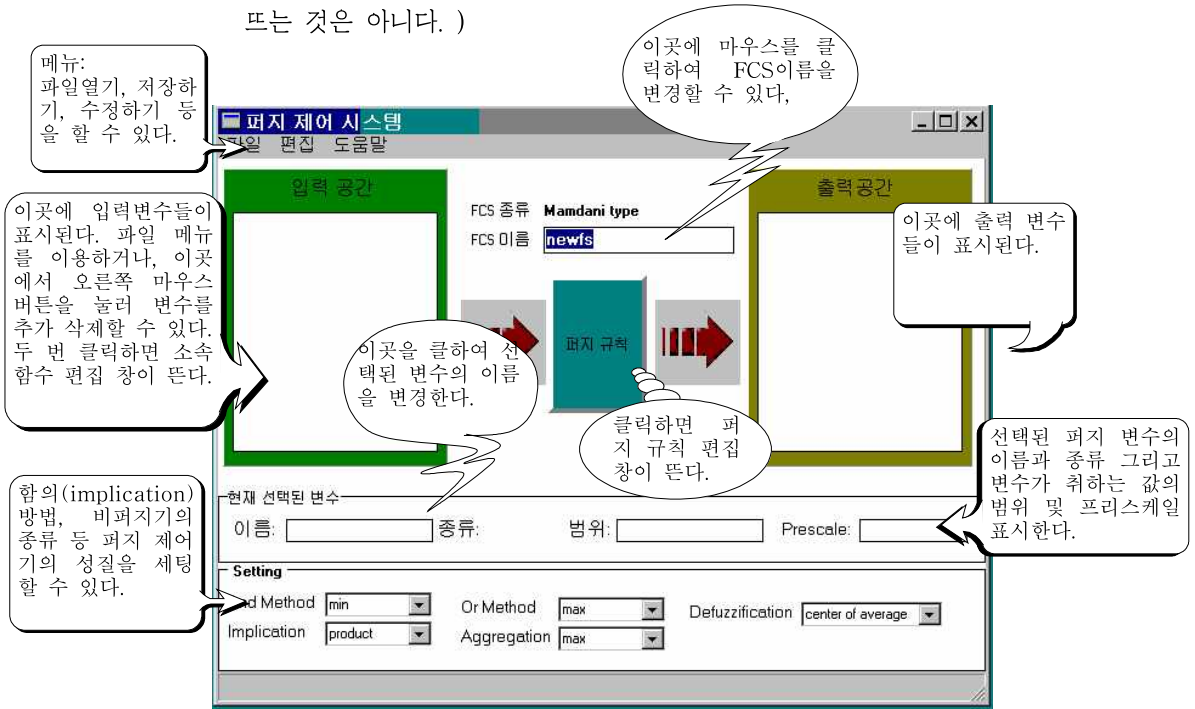 뜨는 것은 아니다. )
메뉴:
파일열기, 저장하
기, 수정하기 등
을 할 수 있다.
이곳에 마우스를 클
릭하여 FCS이름을
변경할 수 있다,
퍼지 제어 시스템
파일 편집 도움말
입력 공간
출력공간
FCS 종류 Mamdani type
FCS 이름 newfs
퍼지 규칙
이곳에 입력변수들이
표시된다. 파일 메뉴
를 이용하거나, 이곳
에서 오른쪽 마우스
버튼을 눌러 변수를
추가 삭제할 수 있다.
두 번 클릭하면 소속
함수 편집 창이 뜬다.
이곳에 출력 변수
들이 표시된다.
이곳을 클하여 선
택된 변수의 이름
을 변경한다.
클릭하면 퍼
지 규칙 편집
창이 뜬다.
선택된 퍼지 변수의
이름과 종류 그리고
변수가 취하는 값의
범위 및 프리스케일
표시한다.
현재 선택된 변수
이름: 종류: 범위: Prescale:
함의(implication)
방법, 비퍼지기의
종류 등 퍼지 제어
기의 성질을 세팅
할 수 있다.
Setting
nd Method min Or Method max Defuzzification center of average
Implication product Aggregation max